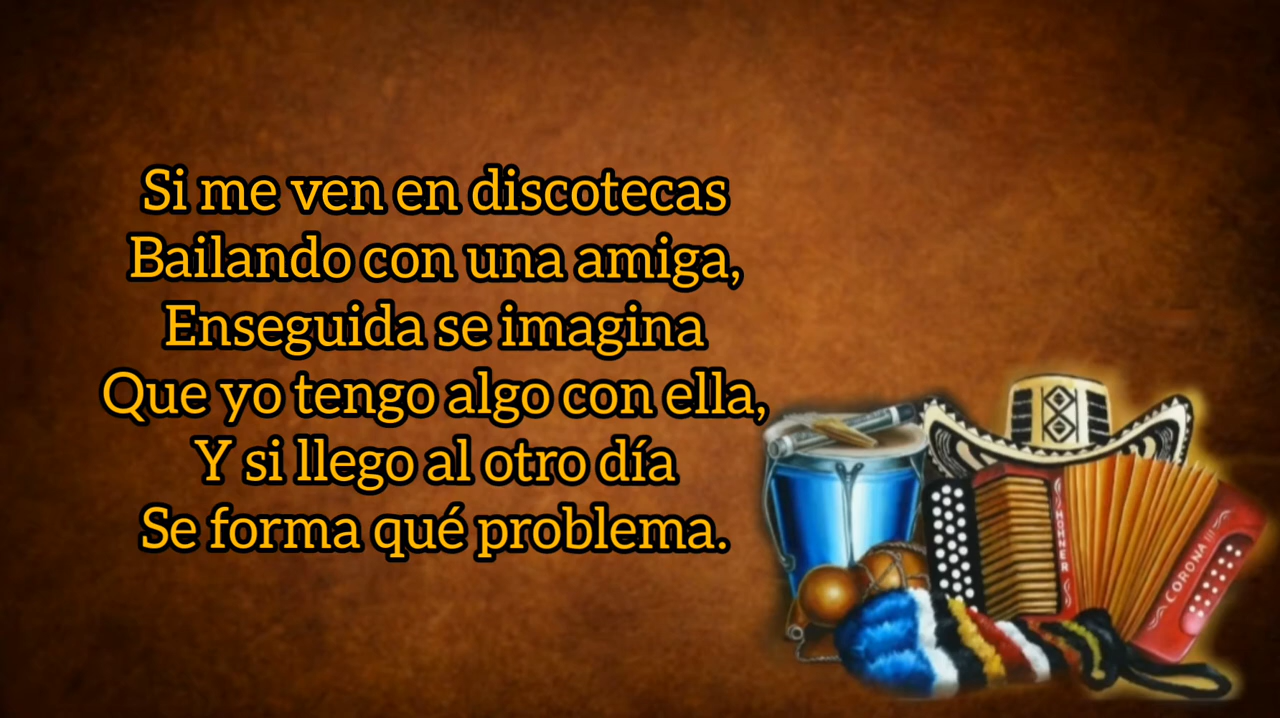 Si me ven en discotecas
Bailando con una amiga,
Enseguida se imagina
Que yo tengo algo con ella,
Y si llego al otro día
Se forma qué problema.
HOHNER
CORONA III